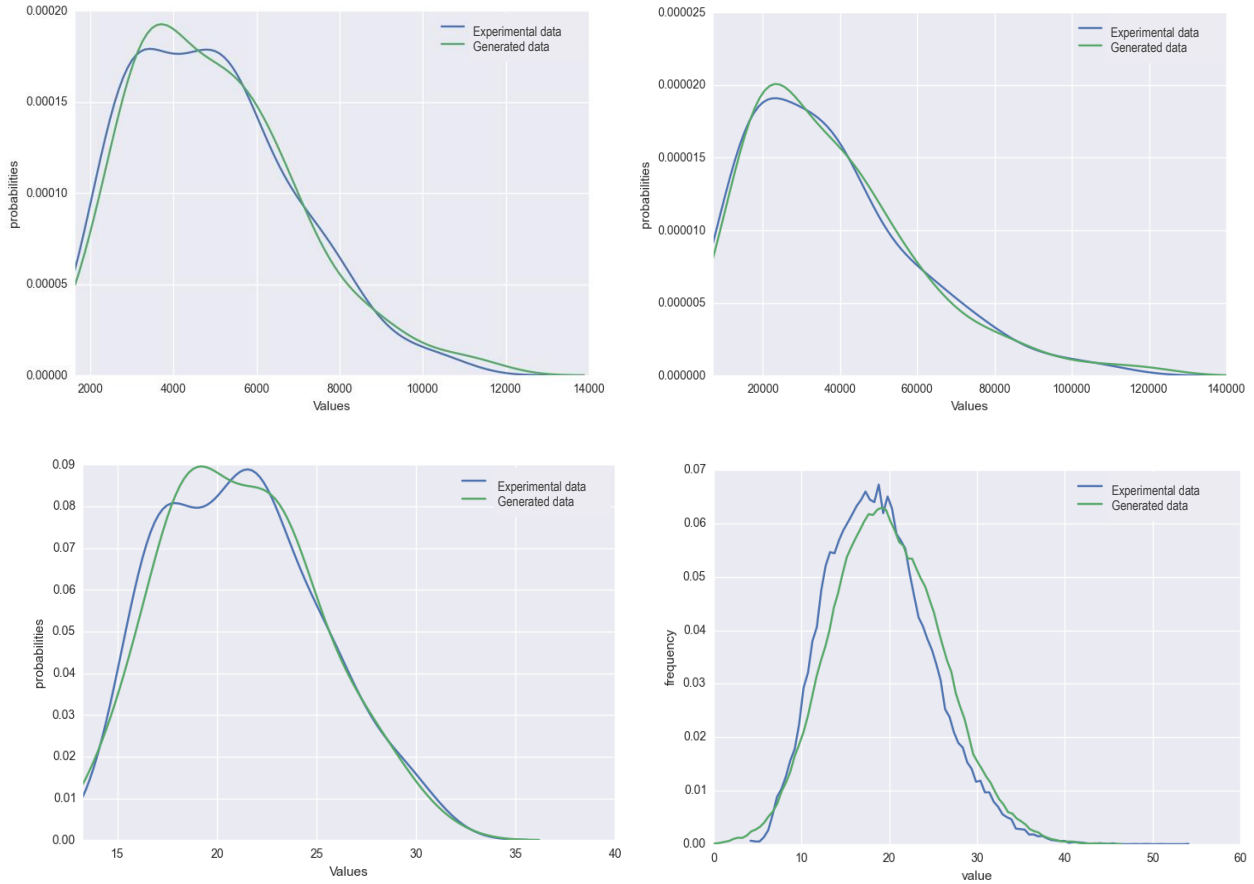 0.00020
0.00015
0.00010
0.00005
0.00000
probabilities
2000 4000 6000 8000 10000 12000 14000
Values
Experimental data
Generated data
0.000025
0.000020
0.000015
0.000010
0.000005
0.000000
probabilities
20000 40000 60000 80000 100000 120000 140000
Values
Experimental data
Generated data
0.09
0.08
0.07
0.06
0.05
0.04
0.03
0.02
0.01
0.00
probabilities
15 20 25 30 35 40
Values
Experimental data
Generated data
0.07
0.06
0.05
0.04
0.03
0.02
0.01
0.00
frequency
0 10 20 30 40 50 60
value
Experimental data
Generated data